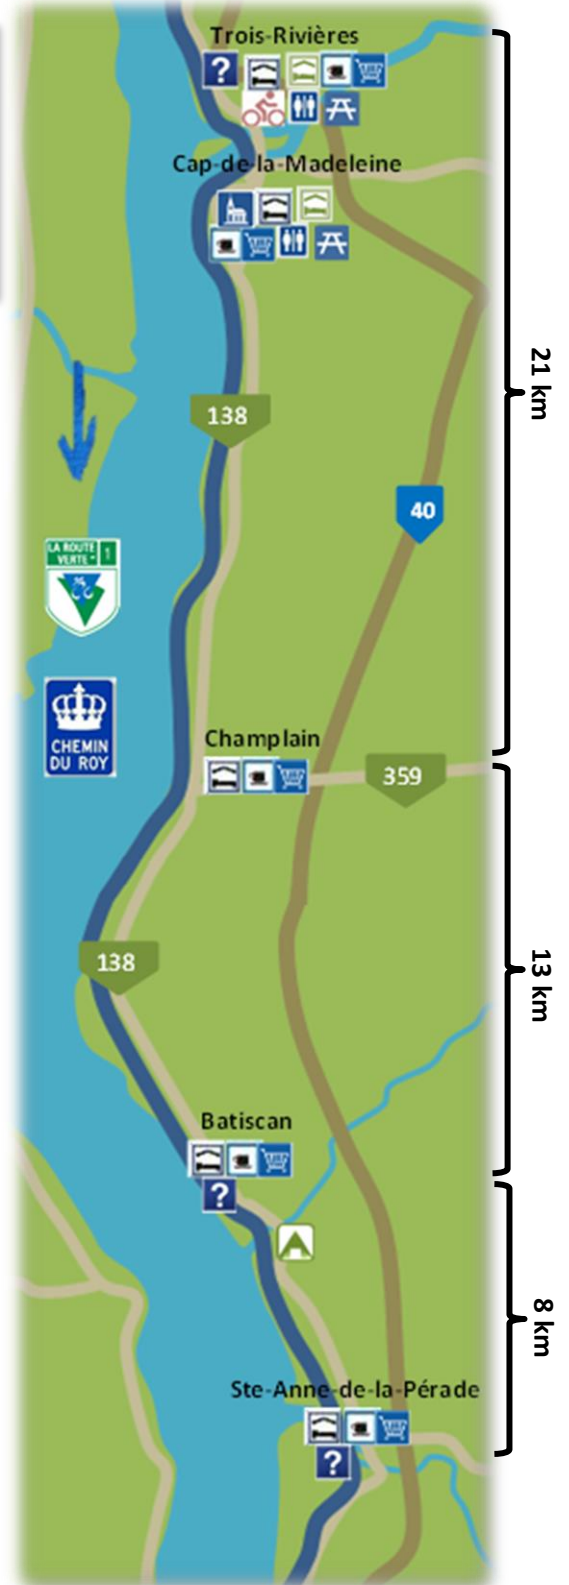 Trois-Rivières
?
Cap-de-la-Madeleine
21 km
138
40
LA ROUTE 1
VERTE
CHEMIN
DU ROY
Champlain
359
138
13 km
Batiscan
?
8 km
Ste-Anne-de-la-Pérade
?